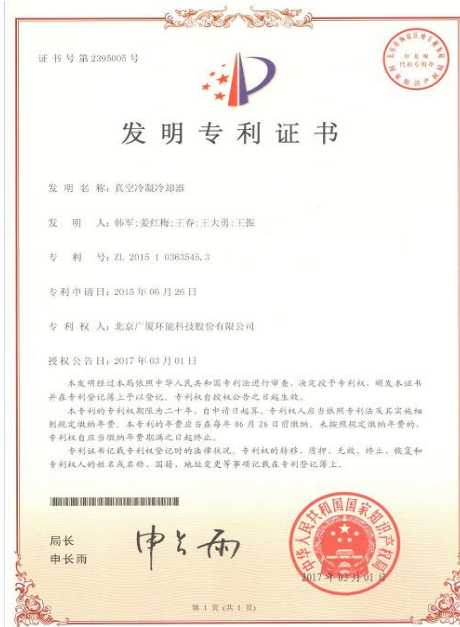 证书号第2395005号
发明专利证书
发明名称：真空冷凝冷却器
发明人：韩军;姜红梅;王春;王大勇;王振
专利号：ZL 2015 1 0363545.3
专利申请日：2015年06月26日
专利权人：北京广厦环能科技股份有限公司
授权公告日：2017年03月01日
本发明经过本局依照中华人民共和国专利法进行审查，决定授予专利权，颁发本证书
并在专利登记簿上予以登记。专利权自授权公告之日起生效。
本专利的专利权期限为二十年，自申请日起算。专利权人应当依照专利法及其实施细
则规定缴纳年费。本专利的年费应当在每年06月26日前缴纳。未按照规定缴纳年费的，
专利权自应当缴纳年费期满之日起终止。
专利证书记载专利权登记时的法律状况。专利权的转移、质押、无效、终止、恢复和
专利权人的姓名或名称、国籍、地址变更等事项记载在专利登记簿上。
局长
申长雨
申长雨
中华人民共和国国家知识产权局
2017年03月01日
第1页(共1页)